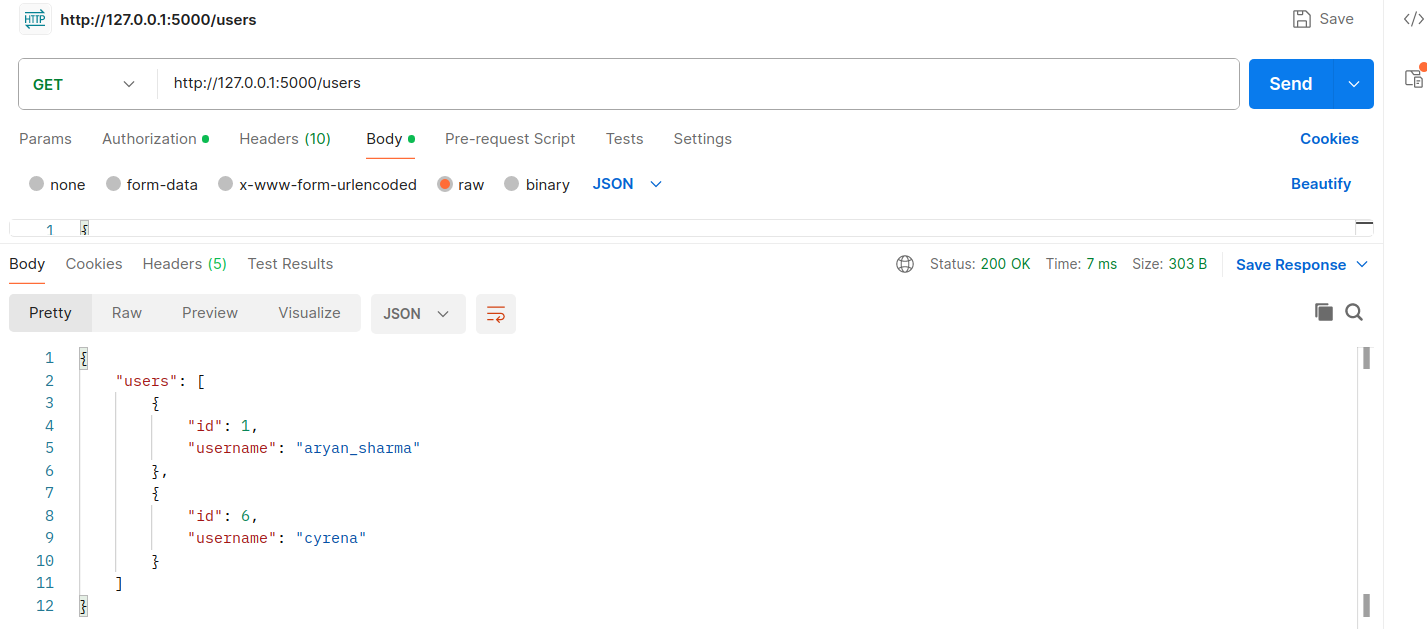 HTTP http://127.0.0.1:5000/users Save </>
GET http://127.0.0.1:5000/users Send
Params Authorization Headers (10) Body Pre-request Script Tests Settings Cookies
none form-data x-www-form-urlencoded raw binary JSON Beautify
1 {
Body Cookies Headers (5) Test Results Status: 200 OK Time: 7 ms Size: 303 B Save Response
Pretty Raw Preview Visualize JSON
1 {
2 "users": [
3 {
4 "id": 1,
5 "username": "aryan_sharma"
6 },
7 {
8 "id": 6,
9 "username": "cyrena"
10 }
11 ]
12 }